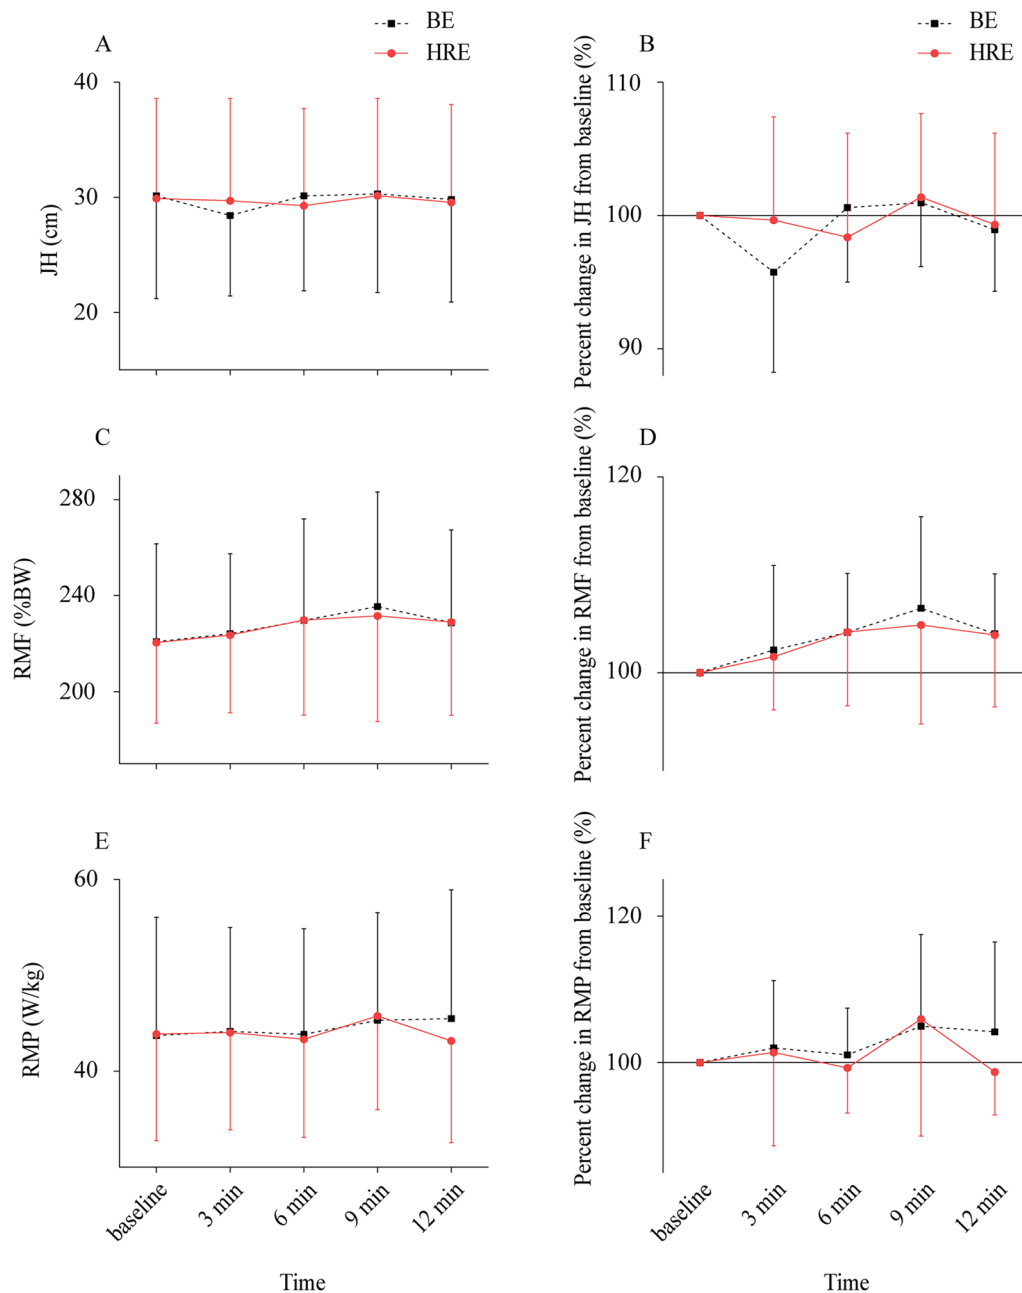 BE
HRE
A
JH (cm)
40
30
20
BE
HRE
B
Percent change in JH from baseline (%)
110
100
90
C
RMF (%BW)
280
240
200
D
Percent change in RMF from baseline (%)
120
100
E
RMP (W/kg)
60
40
baseline
3 min
6 min
9 min
12 min
Time
F
Percent change in RMP from baseline (%)
120
100
baseline
3 min
6 min
9 min
12 min
Time